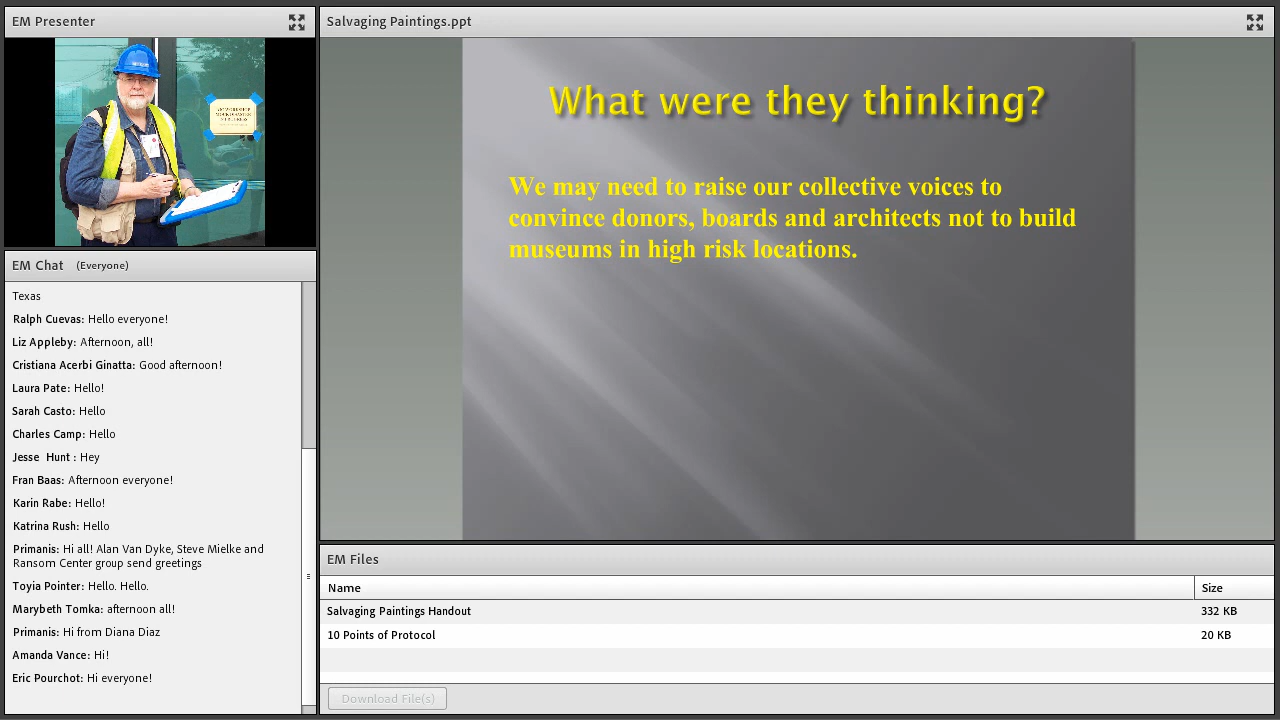 EM Presenter
EM Chat (Everyone)
Texas
Ralph Cuevas: Hello everyone!
Liz Appleby: Afternoon, all!
Cristiana Acerbi Ginatta: Good afternoon!
Laura Pate: Hello!
Sarah Casto: Hello
Charles Camp: Hello
Jesse Hunt : Hey
Fran Baas: Afternoon everyone!
Karin Rabe: Hello!
Katrina Rush: Hello
Primanis: Hi all! Alan Van Dyke, Steve Mielke and
Ransom Center group send greetings
Toyia Pointer: Hello. Hello.
Marybeth Tomka: afternoon all!
Primanis: Hi from Diana Diaz
Amanda Vance: Hi!
Eric Pourchot: Hi everyone!
Salvaging Paintings.ppt
What were they thinking?
We may need to raise our collective voices to
convince donors, boards and architects not to build
museums in high risk locations.
EM Files
Name Size
Salvaging Paintings Handout 332 KB
10 Points of Protocol 20 KB
Download File(s)